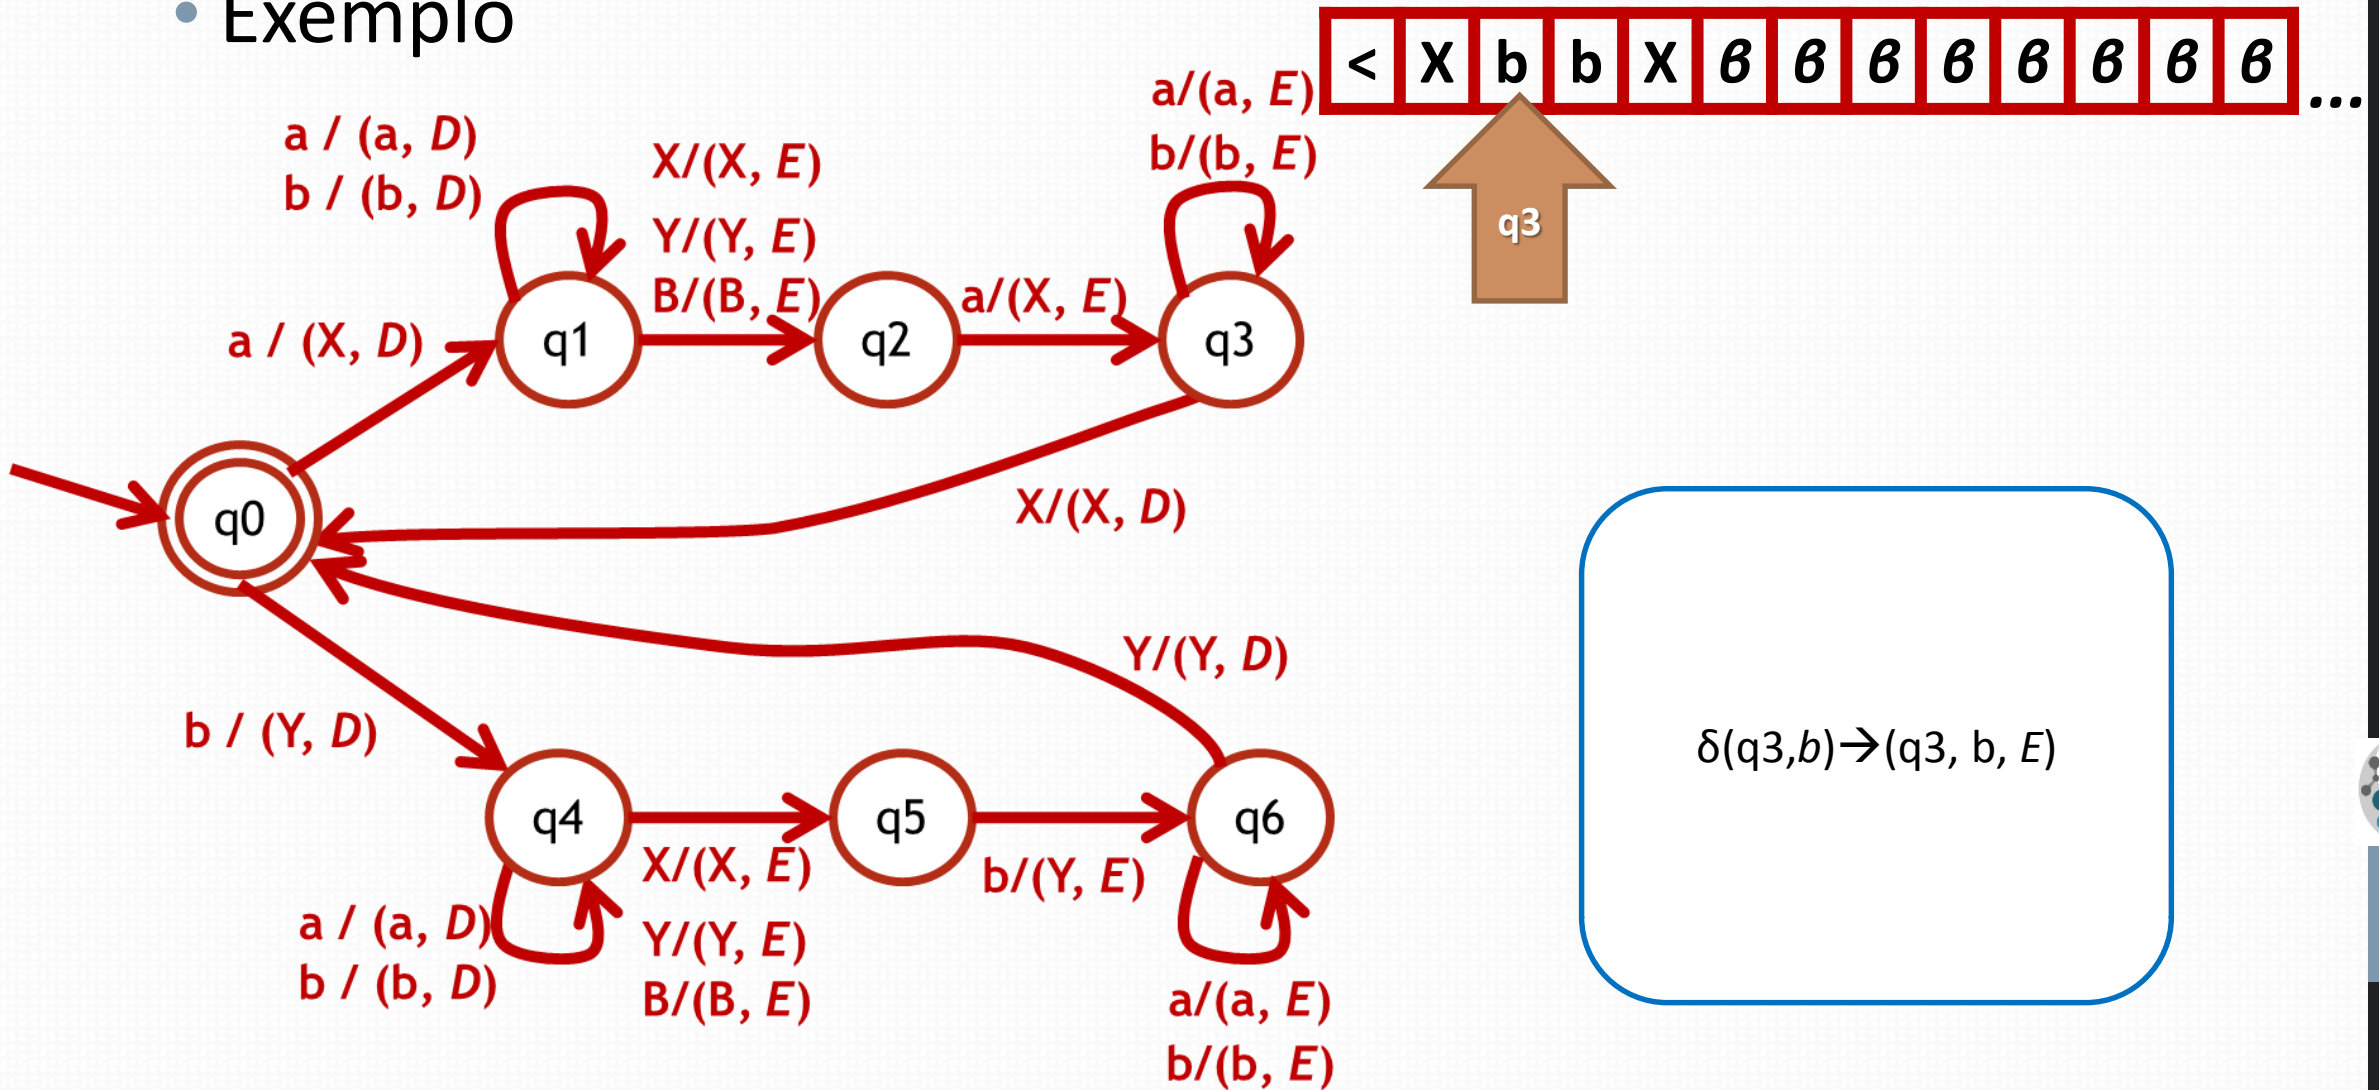 • Exemplo
< X b b X β β β β β β β β ...
q3
a / (a, D)
b / (b, D)
X/(X, E)
Y/(Y, E)
B/(B, E)
a/(a, E)
b/(b, E)
a / (X, D)
q1
q2
a/(X, E)
q3
q0
X/(X, D)
Y/(Y, D)
b / (Y, D)
q4
q5
q6
X/(X, E)
Y/(Y, E)
B/(B, E)
b/(Y, E)
a / (a, D)
b / (b, D)
a/(a, E)
b/(b, E)
δ(q3,b)→(q3, b, E)